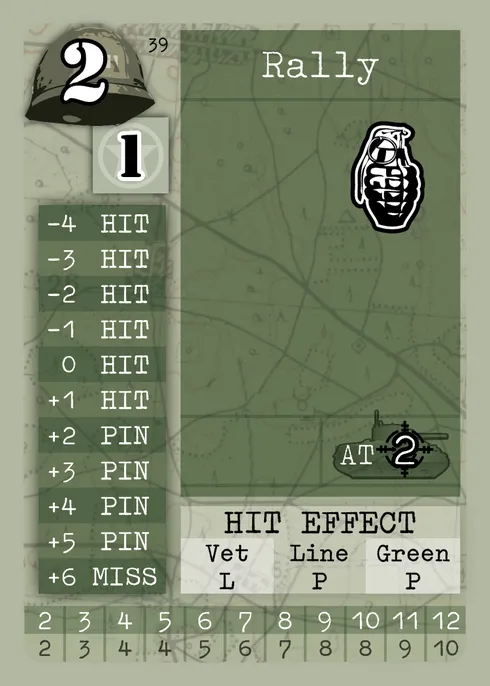 2
39
Rally
1
-4 HIT
-3 HIT
-2 HIT
-1 HIT
0 HIT
+1 HIT
+2 PIN
+3 PIN
+4 PIN
+5 PIN
+6 MISS
AT 2
HIT EFFECT
Vet Line Green
L P P
2 3 4 5 6 7 8 9 10 11 12
2 3 4 4 5 6 7 8 8 9 10